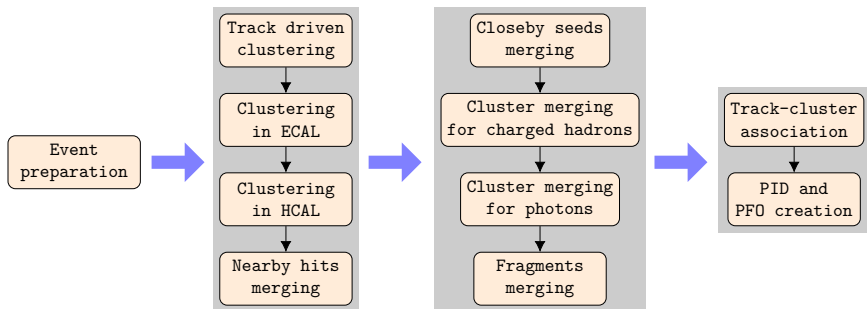 Event
preparation
Track driven
clustering
Clustering
in ECAL
Clustering
in HCAL
Nearby hits
merging
Closeby seeds
merging
Cluster merging
for charged hadrons
Cluster merging
for photons
Fragments
merging
Track-cluster
association
PID and
PFO creation